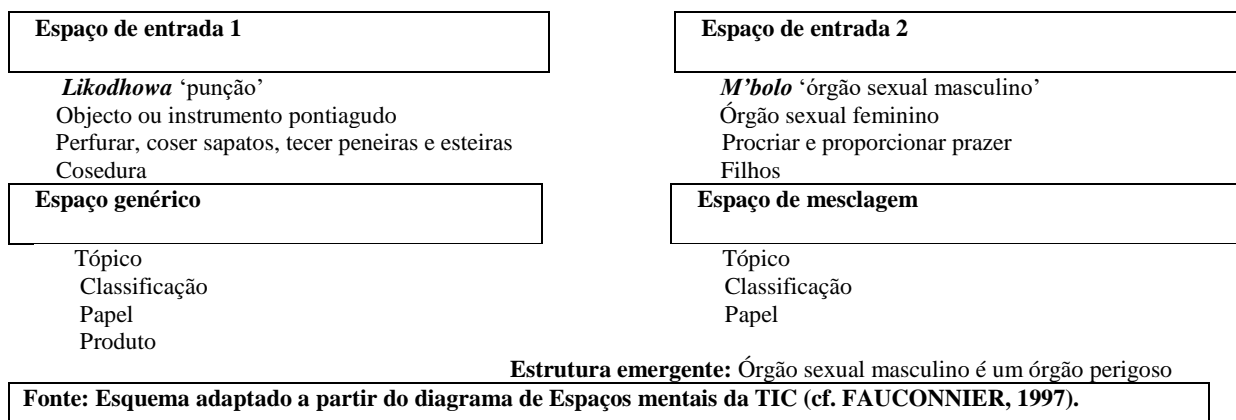 Espaço de entrada 1
Espaço de entrada 2
Likodhowa ‘punção’
M’bolo ‘órgão sexual masculino’
Objecto ou instrumento pontiagudo
Órgão sexual feminino
Perfurar, coser sapatos, tecer peneiras e esteiras
Procriar e proporcionar prazer
Cosedura
Filhos
Espaço genérico
Espaço de mesclagem
Tópico
Tópico
Classificação
Classificação
Papel
Papel
Produto
Estrutura emergente: Órgão sexual masculino é um órgão perigoso
Fonte: Esquema adaptado a partir do diagrama de Espaços mentais da TIC (cf. FAUCONNIER, 1997).